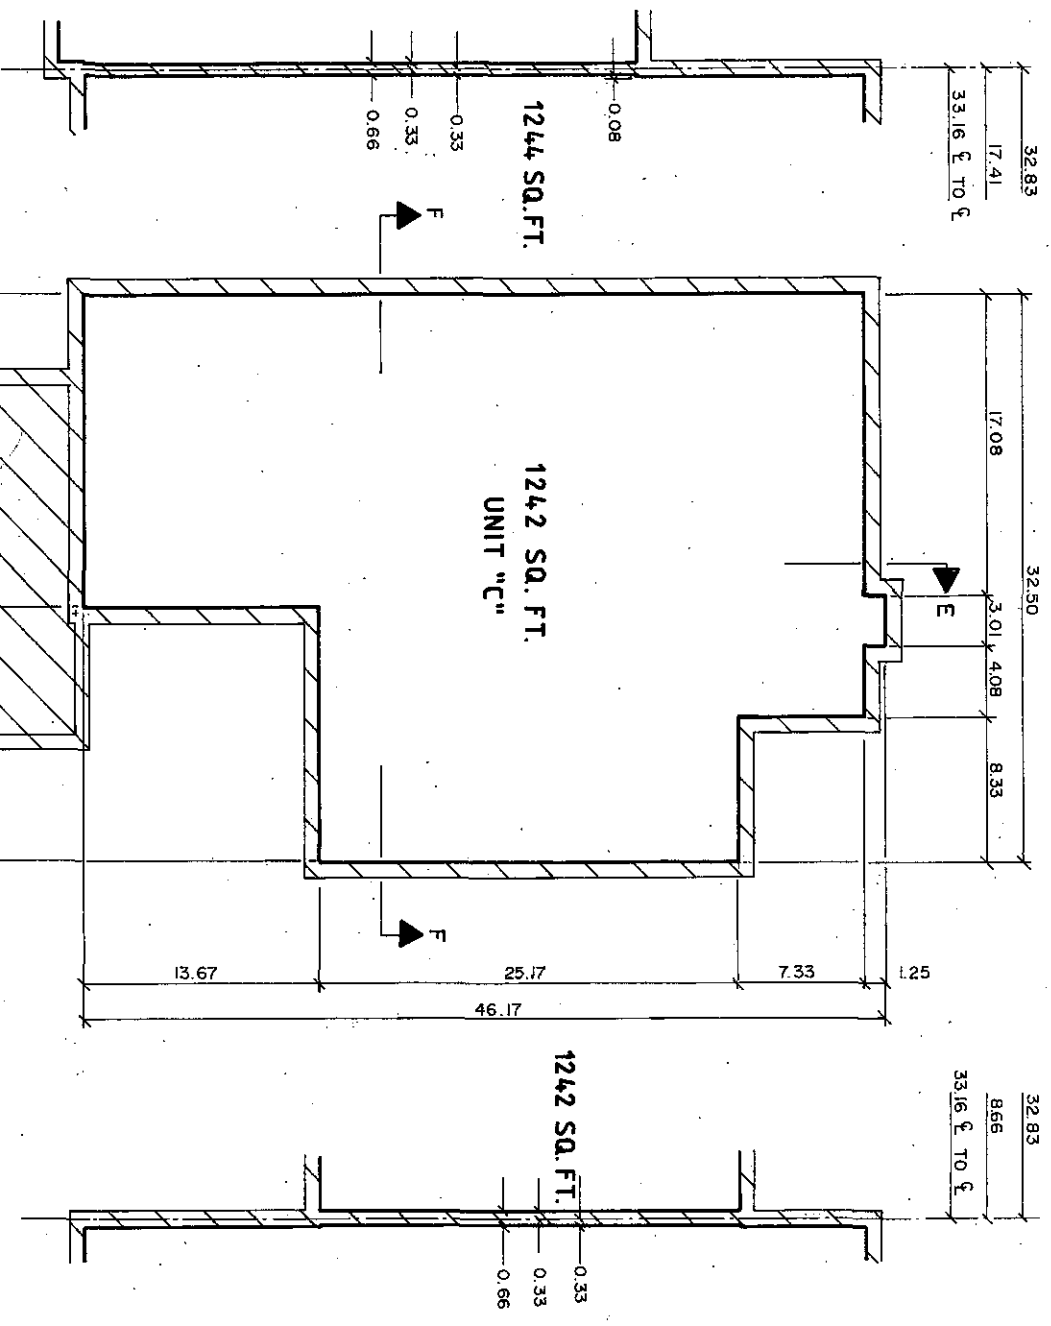 32.83
17.41
33.16 ℄ TO ℄
0.08
0.33
0.33
0.66
1244 SQ.FT.
F
32.50
17.08
3.01
4.08
8.33
E
1242 SQ. FT.
UNIT "C"
F
13.67
25.17
7.33
1.25
46.17
32.83
8.66
33.16 ℄ TO ℄
1242 SQ.FT.
0.33
0.33
0.66